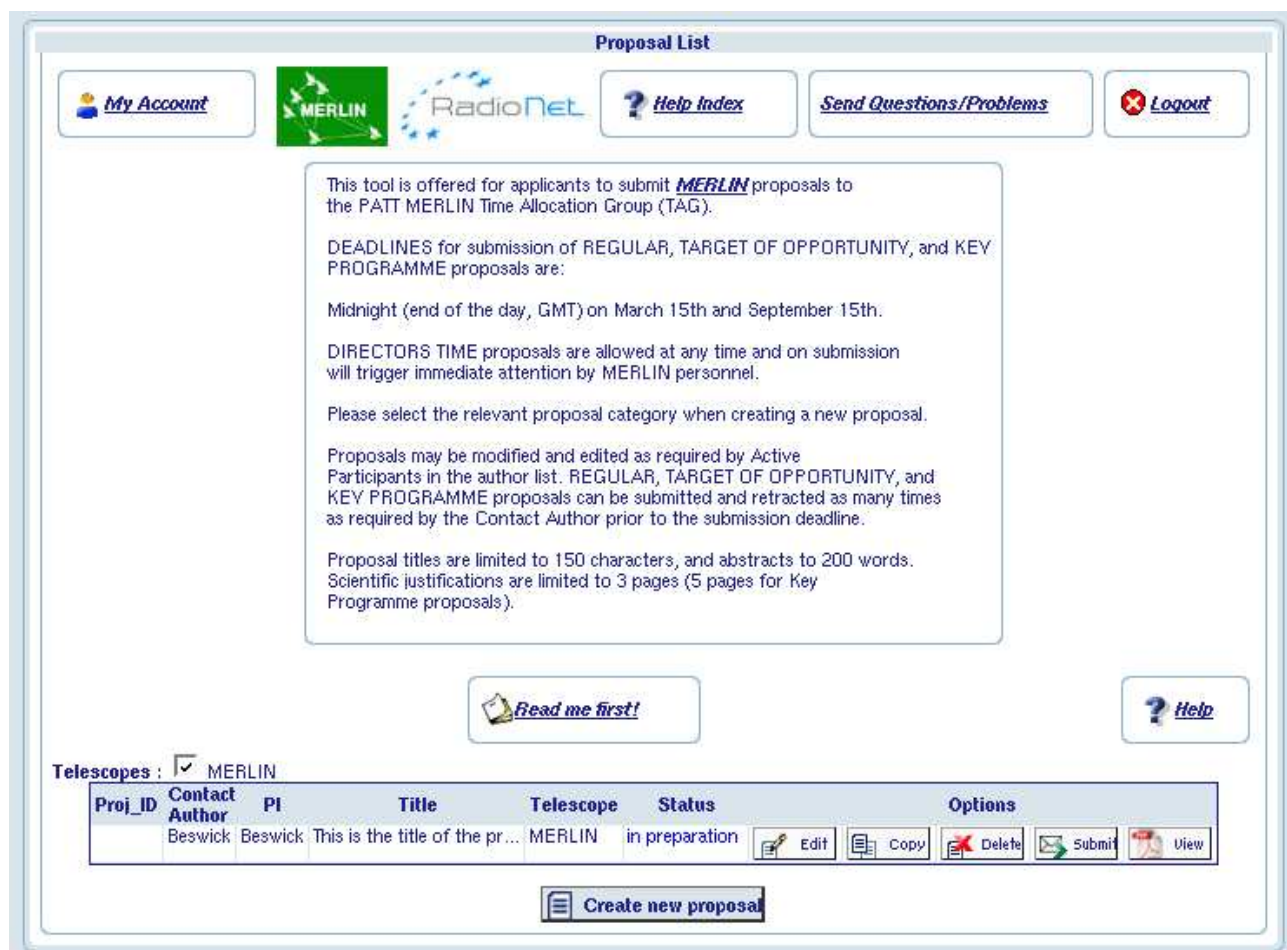 Proposal List
My Account
MERLIN
RadioNet
Help Index
Send Questions/Problems
Logout
This tool is offered for applicants to submit MERLIN proposals to
the PATT MERLIN Time Allocation Group (TAG).
DEADLINES for submission of REGULAR, TARGET OF OPPORTUNITY, and KEY
PROGRAMME proposals are:
Midnight (end of the day, GMT) on March 15th and September 15th.
DIRECTORS TIME proposals are allowed at any time and on submission
will trigger immediate attention by MERLIN personnel.
Please select the relevant proposal category when creating a new proposal.
Proposals may be modified and edited as required by Active
Participants in the author list. REGULAR, TARGET OF OPPORTUNITY, and
KEY PROGRAMME proposals can be submitted and retracted as many times
as required by the Contact Author prior to the submission deadline.
Proposal titles are limited to 150 characters, and abstracts to 200 words.
Scientific justifications are limited to 3 pages (5 pages for Key
Programme proposals).
Read me first!
Help
Telescopes : MERLIN
Proj_ID Contact Author PI Title Telescope Status Options
Beswick Beswick This is the title of the pr... MERLIN in preparation Edit Copy Delete Submit View
Create new proposal